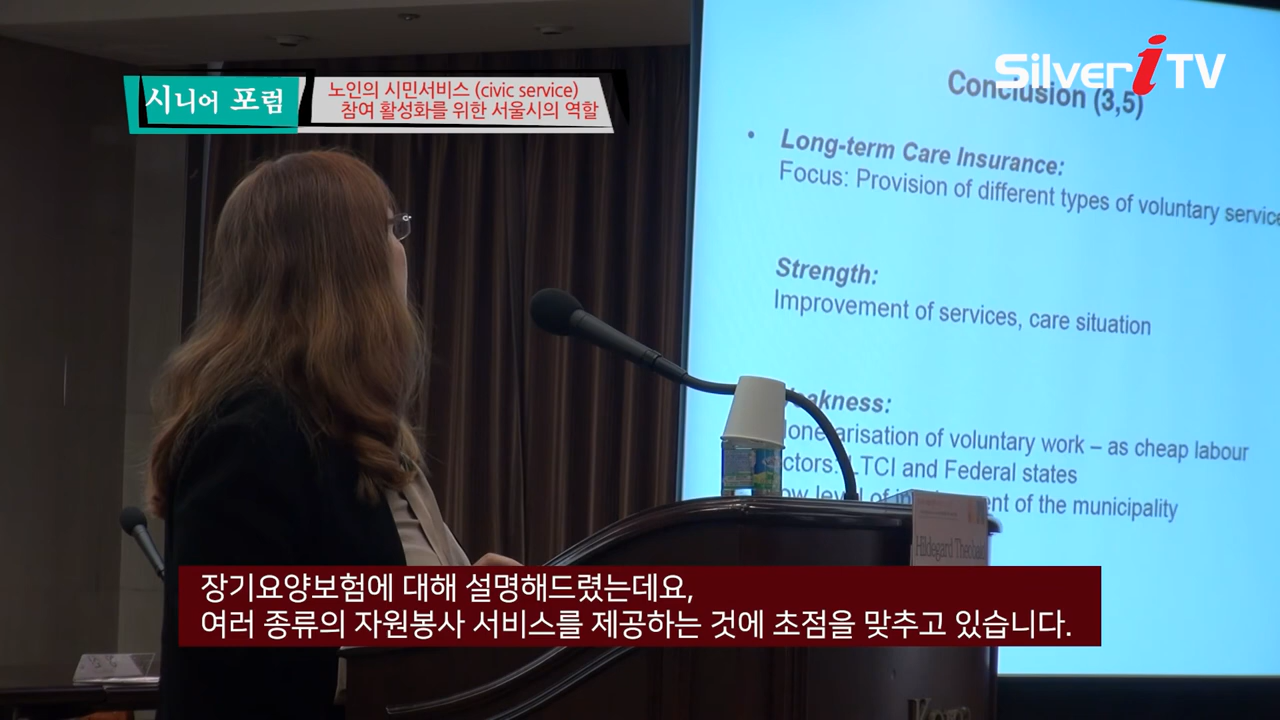 Silver i TV
시니어 포럼
노인의 시민서비스 (civic service)
참여 활성화를 위한 서울시의 역할
Conclusion (3,5)
• Long-term Care Insurance:
Focus: Provision of different types of voluntary
Strength:
Improvement of services, care situation
of voluntary work – as cheap labour
LTCI and Federal states
level of of the municipality
Hildegard
장기요양보험에 대해 설명해드렸는데요,
여러 종류의 자원봉사 서비스를 제공하는 것에 초점을 맞추고 있습니다.